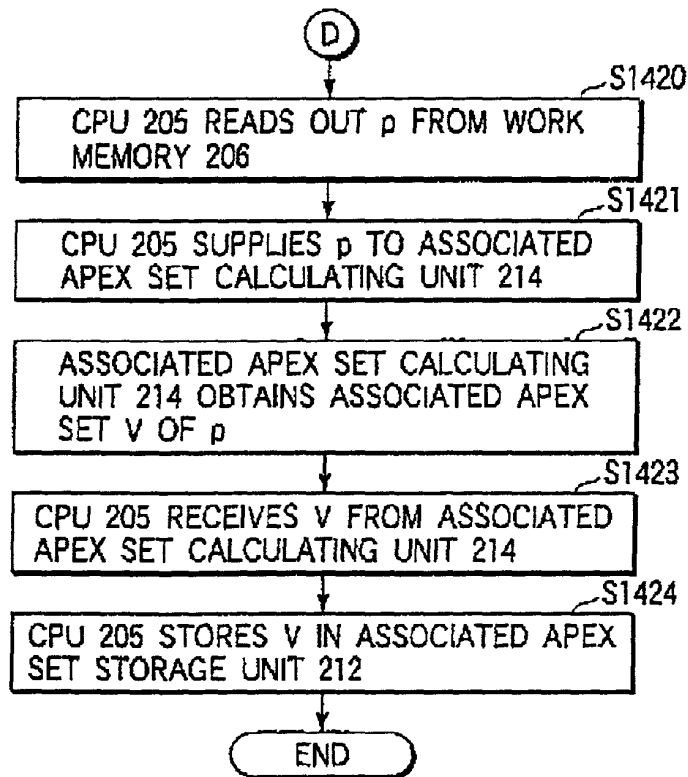 D
S1420
CPU 205 READS OUT p FROM WORK
MEMORY 206
S1421
CPU 205 SUPPLIES p TO ASSOCIATED
APEX SET CALCULATING UNIT 214
S1422
ASSOCIATED APEX SET CALCULATING
UNIT 214 OBTAINS ASSOCIATED APEX
SET V OF p
S1423
CPU 205 RECEIVES V FROM ASSOCIATED
APEX SET CALCULATING UNIT 214
S1424
CPU 205 STORES V IN ASSOCIATED APEX
SET STORAGE UNIT 212
END